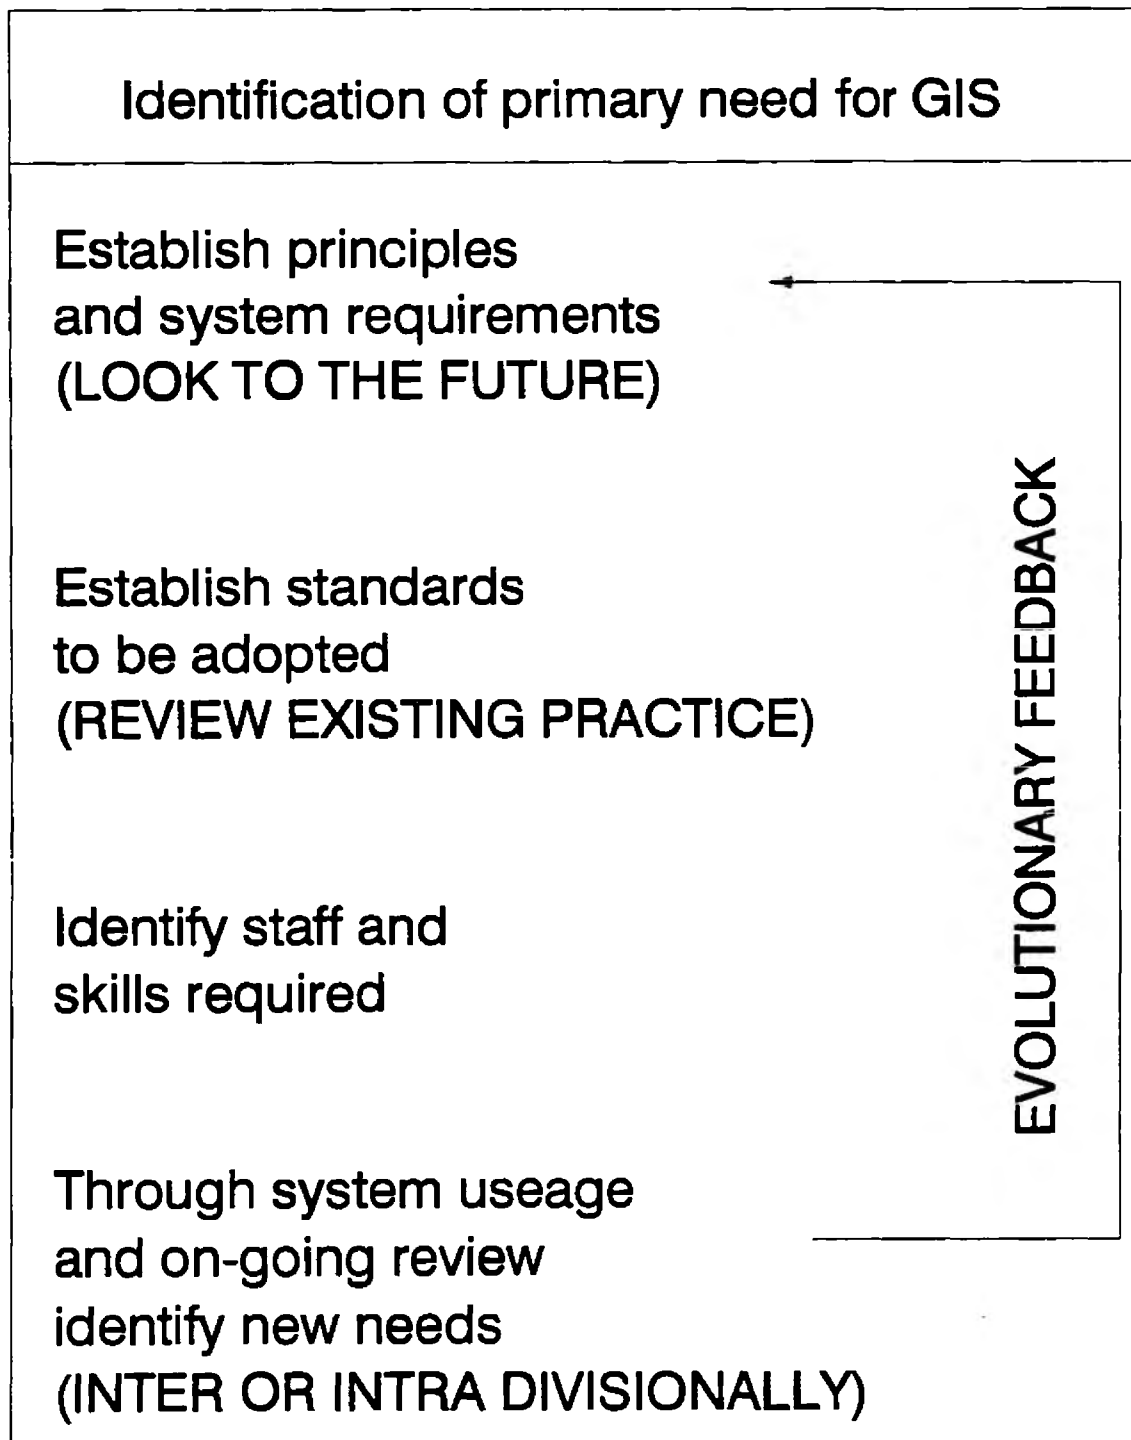 Identification of primary need for GIS
Establish principles
and system requirements
(LOOK TO THE FUTURE)
Establish standards
to be adopted
(REVIEW EXISTING PRACTICE)
Identify staff and
skills required
Through system useage
and on-going review
identify new needs
(INTER OR INTRA DIVISIONALLY)
EVOLUTIONARY FEEDBACK